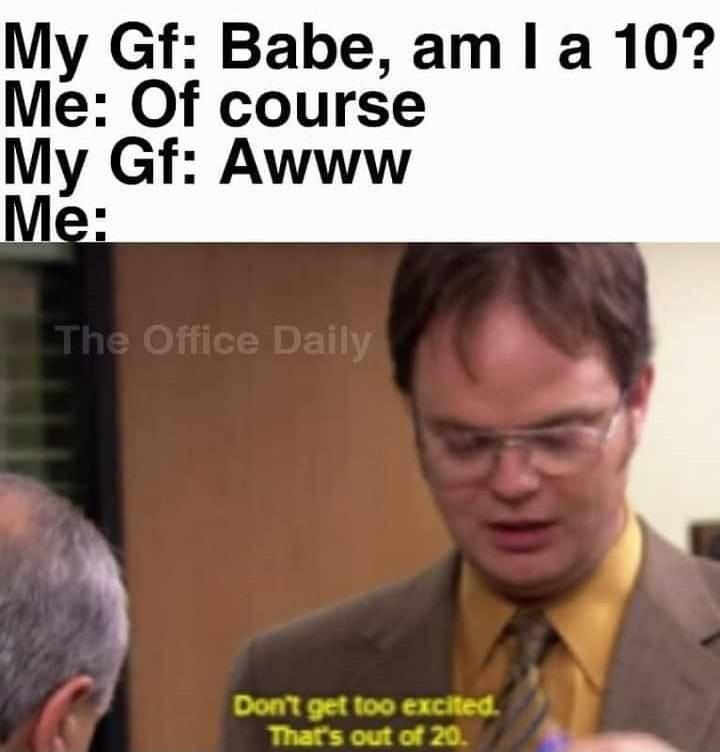 My Gf: Babe, am I a 10?
Me: Of course
My Gf: Awww
Me:
The Office Daily
Don't get too excited.
That's out of 20.